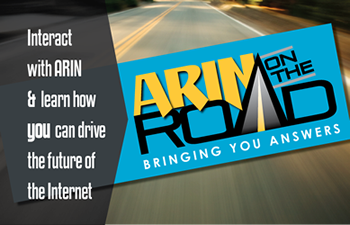 Interact
with ARIN
& learn how
you can drive
the future of
the Internet
ARIN ON
THE
ROAD
BRINGING YOU ANSWERS